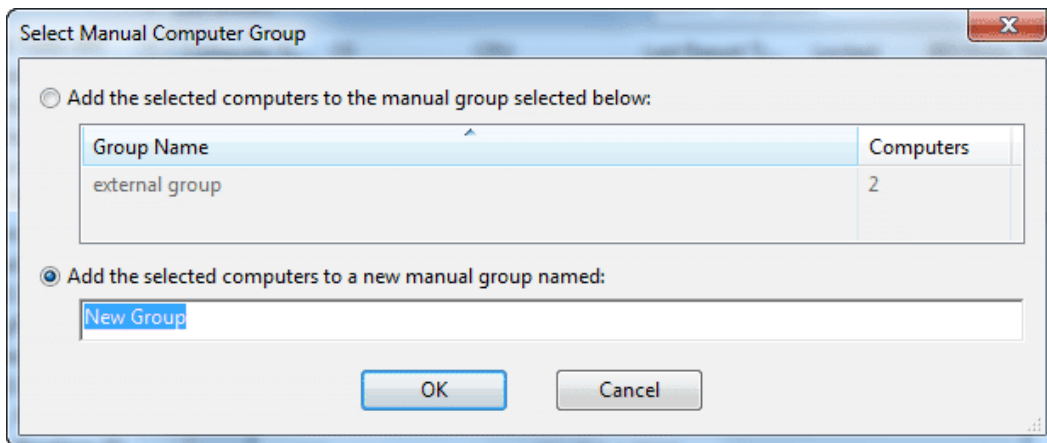 Select Manual Computer Group
Add the selected computers to the manual group selected below:
Group Name Computers
external group 2
Add the selected computers to a new manual group named:
New Group
OK Cancel